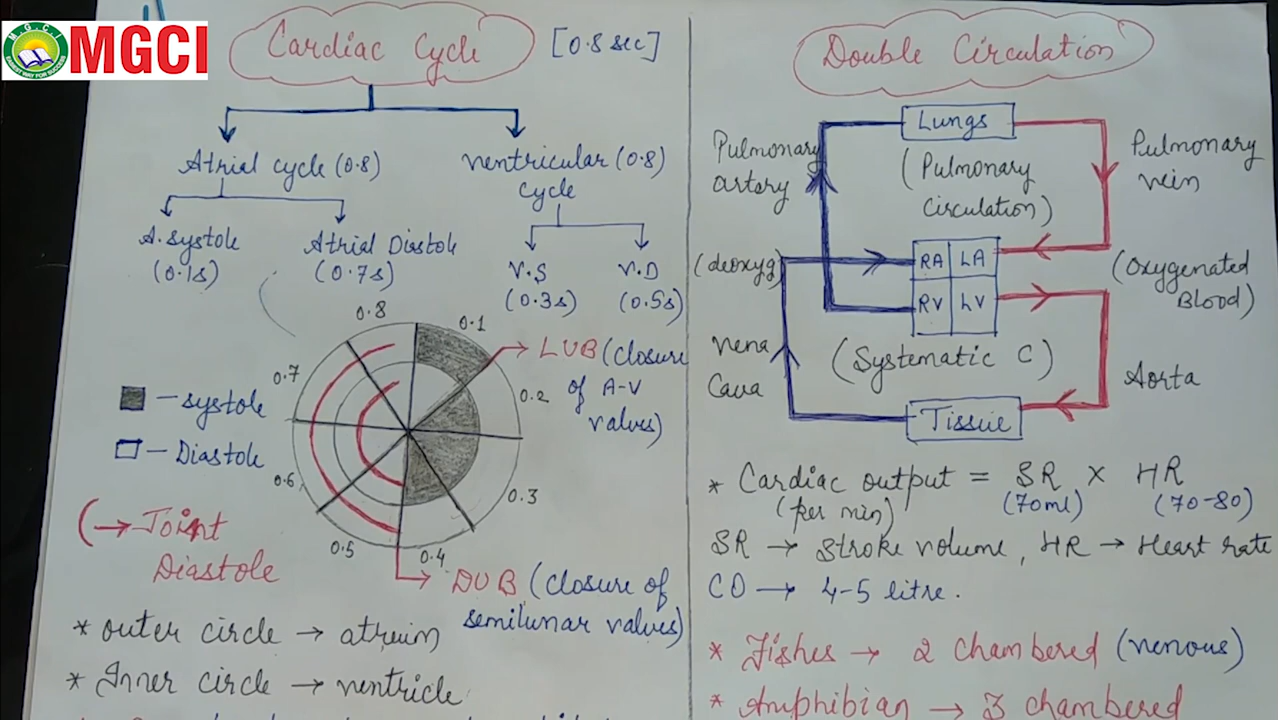 M.G.C.I
MGCI
Cardiac Cycle [0.8 sec]
Atrial cycle (0.8)
ventricular (0.8)
cycle
A. systole
(0.1s)
Atrial Diastole
(0.7s)
V.S
(0.3s)
V.D
(0.5s)
0.8
0.1
0.7
0.2
0.6
0.3
0.5
0.4
LUB (closure
of A-V
valves)
- systole
- Diastole
( → Joint
Diastole
DUB (closure of
semilunar valves)
* outer circle → atrium
* Inner circle → ventricle
Double Circulation
Lungs
Pulmonary
artery
(Pulmonary
Circulation)
Pulmonary
vein
(deoxyg)
RA LA
RV LV
(Oxygenated
Blood)
vena
Cava
(Systematic C)
Aorta
Tissue
* Cardiac output = SR × HR
(per min) (70ml) (70-80)
SR → Stroke volume, HR → Heart rate
CO → 4-5 litre.
* Fishes → 2 chambered (venous)
* Amphibian → 3 chambered